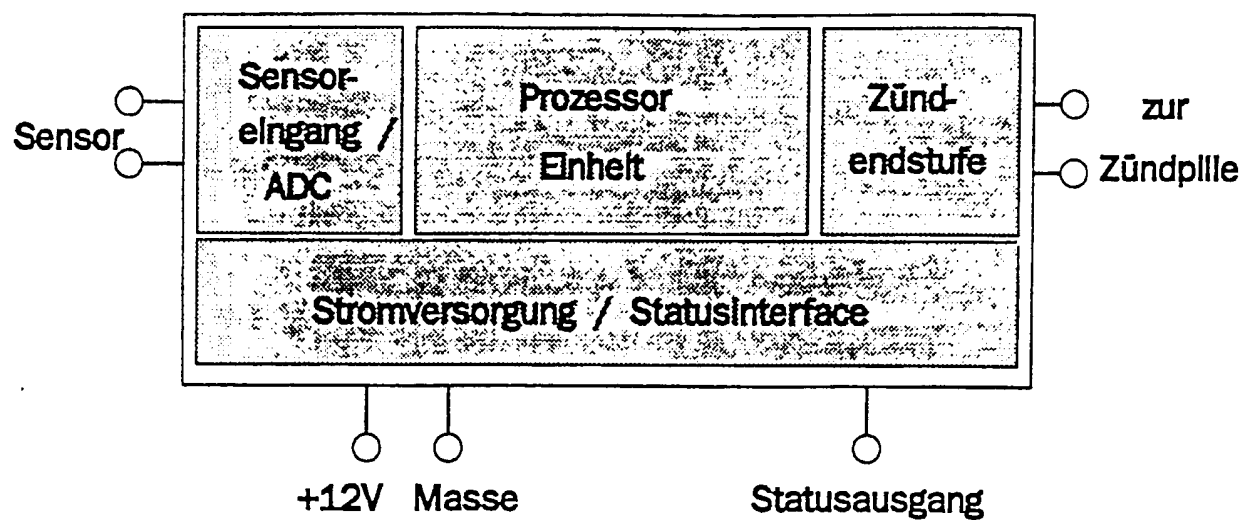 Sensor
Sensor-
eingang /
ADC
Prozessor
Einheit
Zünd-
endstufe
zur
Zündpille
Stromversorgung / Statusinterface
+12V
Masse
Statusausgang